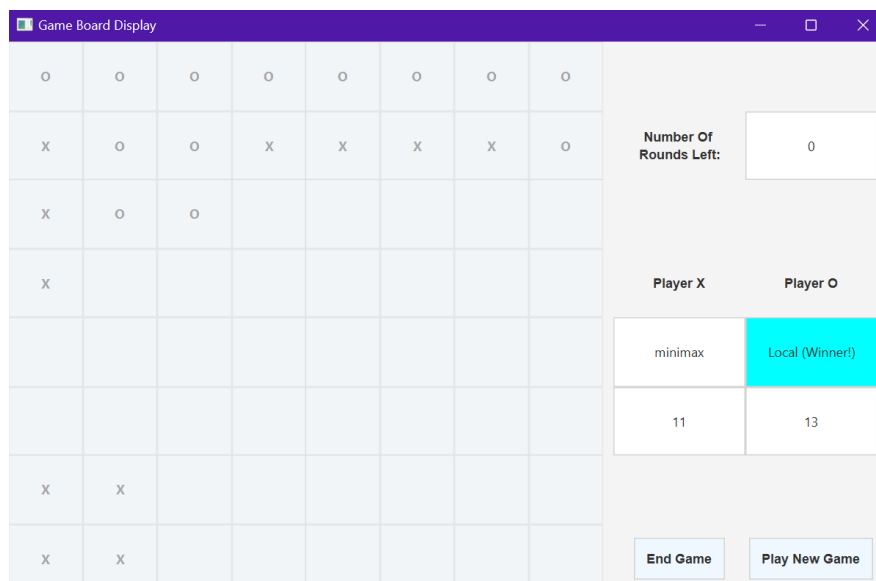 Game Board Display
O O O O O O O O
X O O X X X X O
Number Of
Rounds Left:
0
X O O
X
Player X Player O
minimax Local (Winner!)
11 13
X X
X X
End Game Play New Game